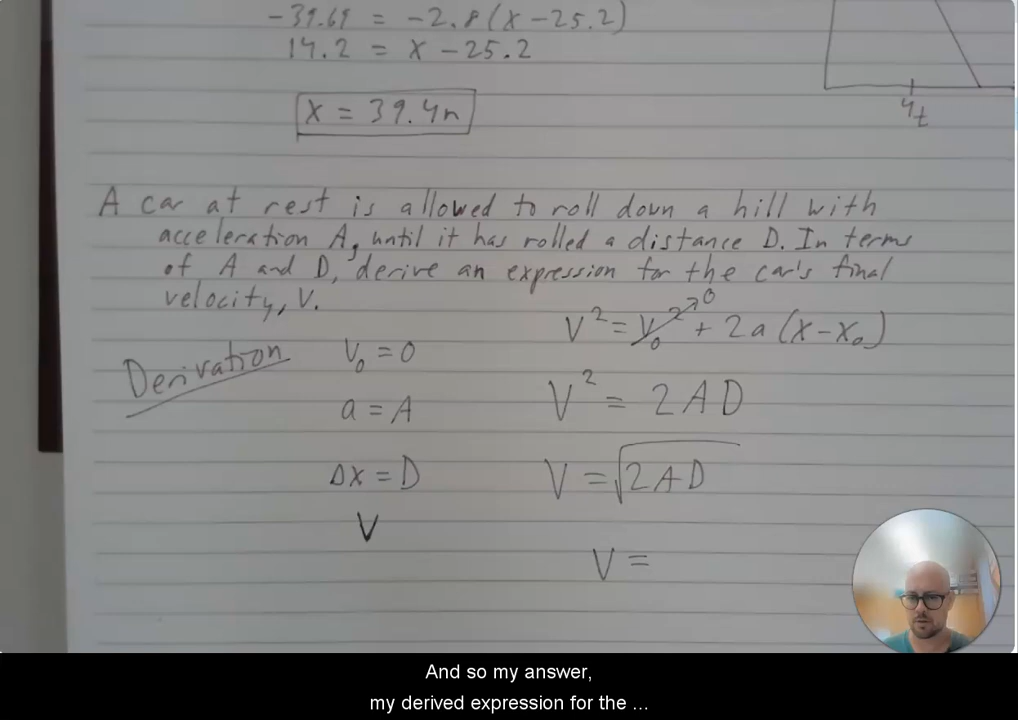 -39.69 = -2.8(X-25.2)
14.2 = X-25.2
X = 39.4m
4t
A car at rest is allowed to roll down a hill with
acceleration A, until it has rolled a distance D. In terms
of A and D, derive an expression for the car's final
velocity, V.
V² = V₀²→0 + 2a(X-X₀)
Derivation
V₀ = 0
a = A
V² = 2AD
ΔX = D
V = √2AD
V
V =
And so my answer,
my derived expression for the ...